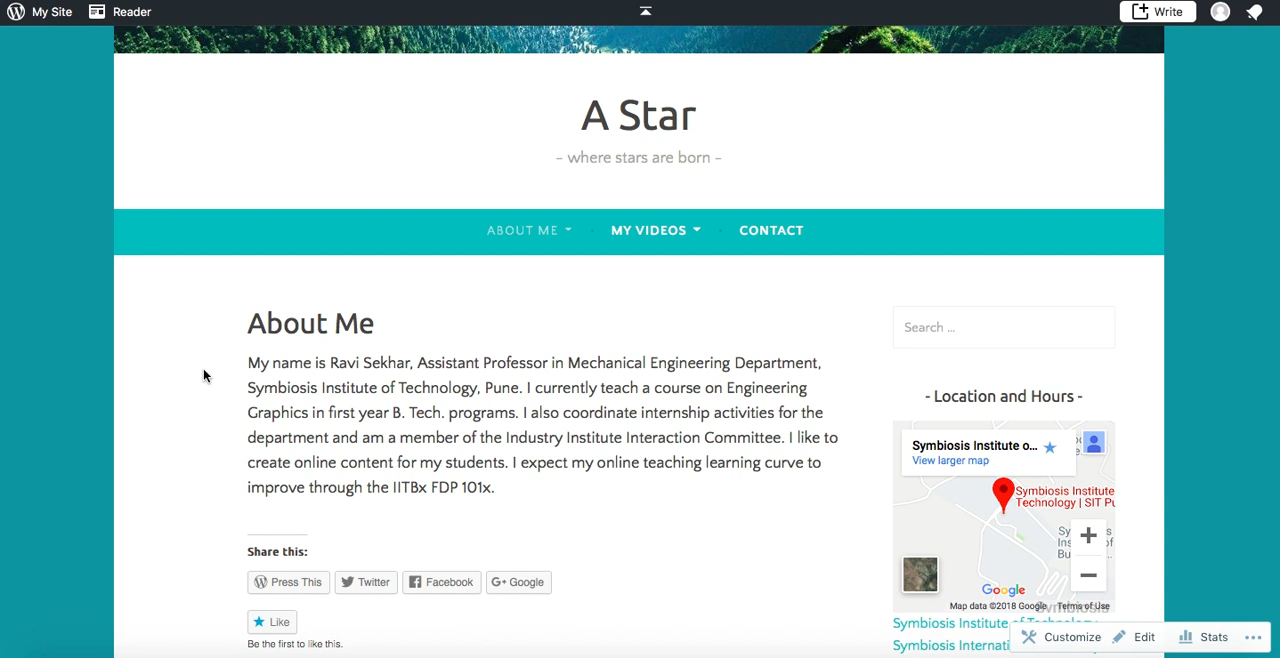 My Site Reader Write
A Star
– where stars are born –
ABOUT ME MY VIDEOS CONTACT
About Me
My name is Ravi Sekhar, Assistant Professor in Mechanical Engineering Department,
Symbiosis Institute of Technology, Pune. I currently teach a course on Engineering
Graphics in first year B. Tech. programs. I also coordinate internship activities for the
department and am a member of the Industry Institute Interaction Committee. I like to
create online content for my students. I expect my online teaching learning curve to
improve through the IITBx FDP 101x.
Share this:
Press This Twitter Facebook G+ Google
Like
Be the first to like this.
Search ...
- Location and Hours -
Symbiosis Institute o...
View larger map
Symbiosis Institute
Technology | SIT Pu
Google
Map data ©2018 Google Terms of Use
Symbiosis Institute of Technology
Symbiosis Internati
Customize Edit Stats